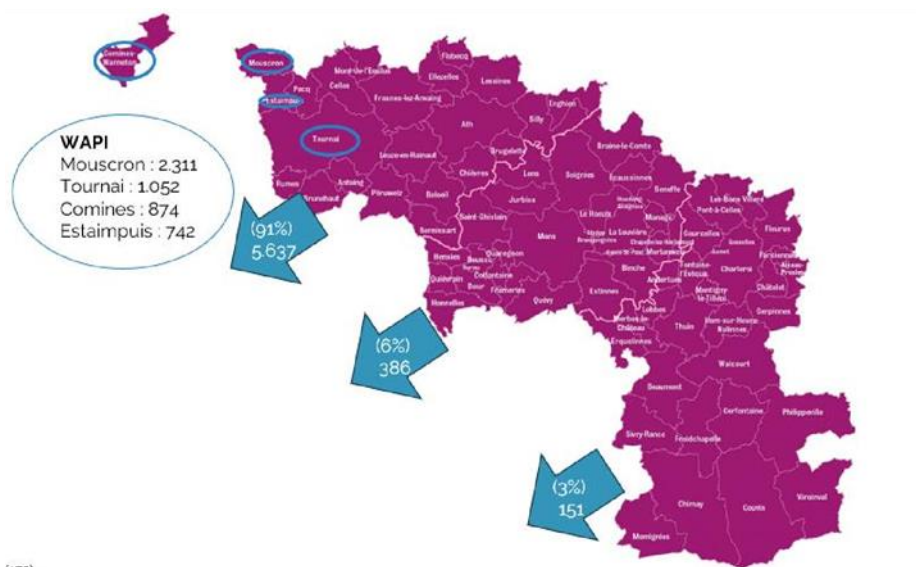 Comines-
Warneton
Mouscron
Estaimpuis
Pecq
Celles
Mont-de-l'Enclus
Flobecq
Ellezelles
Lessines
Frasnes-lez-Anvaing
Ath
Silly
Enghien
Tournai
Leuze-en-Hainaut
Brugelette
Chièvres
Lens
Soignies
Braine-le-Comte
Ecaussinnes
Seneffe
Rumes
Brunehaut
Antoing
Péruwelz
Beloeil
Bernissart
Saint-Ghislain
Jurbise
Mons
Le Roeulx
La Louvière
Manage
Les Bons Villers
Pont-à-Celles
Fleurus
Courcelles
Farciennes
Charleroi
Châtelet
Gerpinnes
Hensies
Quiévrain
Honnelles
Boussu
Dour
Colfontaine
Quaregnon
Frameries
Quévy
Estinnes
Binche
Anderlues
Fontaine-
l'Evêque
Montigny-
le-Tilleul
Lobbes
Merbes-le-
Château
Erquelinnes
Thuin
Ham-sur-Heure-
Nalinnes
Walcourt
Beaumont
Sivry-Rance
Froidchapelle
Cerfontaine
Philippeville
Chimay
Couvin
Viroinval
Momignies
WAPI
Mouscron : 2.311
Tournai : 1.052
Comines : 874
Estaimpuis : 742
(91%)
5.637
(6%)
386
(3%)
151